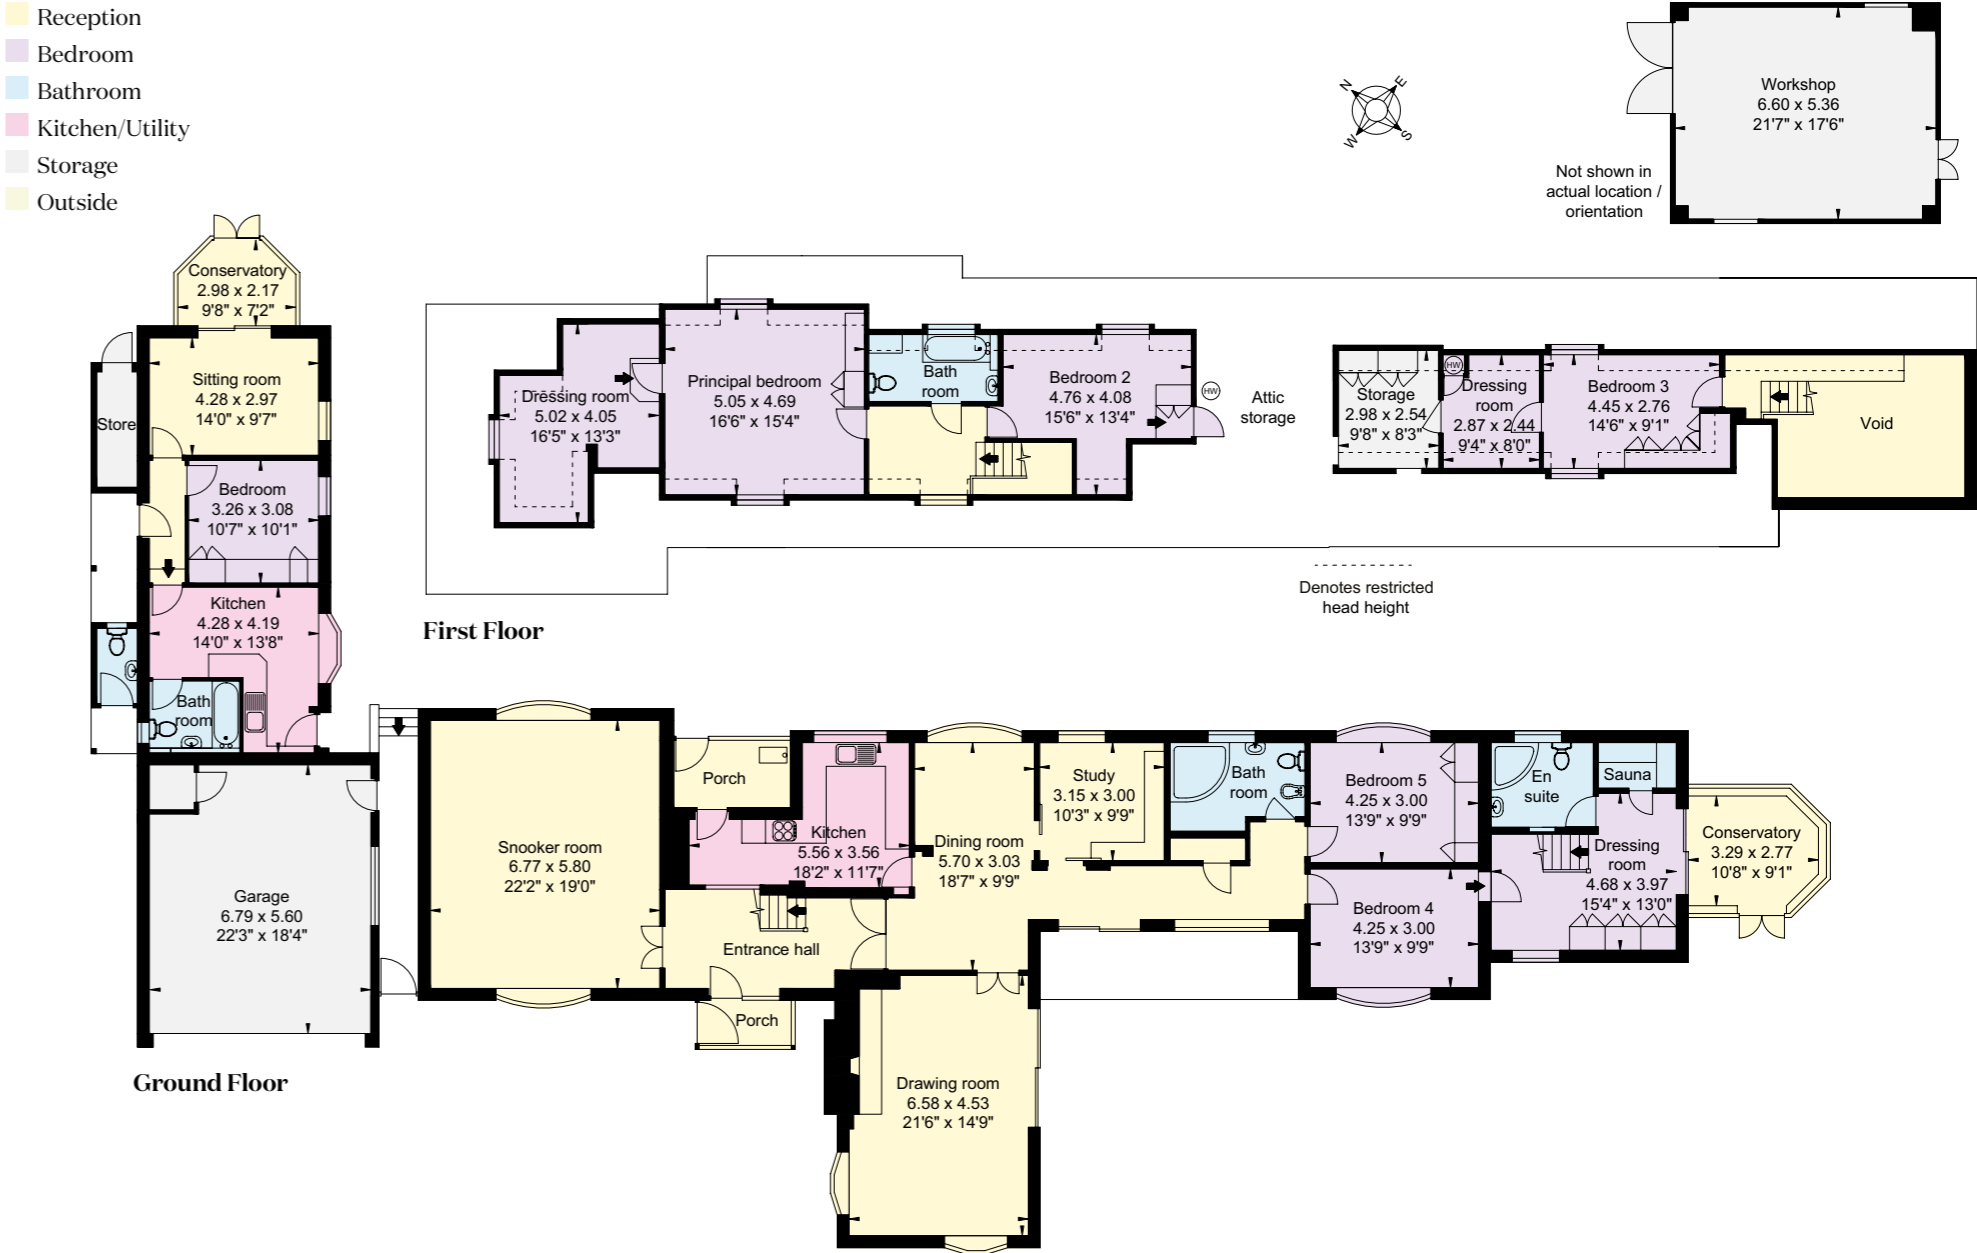 Reception
Bedroom
Bathroom
Kitchen/Utility
Storage
Outside
N
E
S
W
Workshop
6.60 x 5.36
21'7" x 17'6"
Not shown in
actual location /
orientation
Conservatory
2.98 x 2.17
9'8" x 7'2"
Sitting room
4.28 x 2.97
14'0" x 9'7"
Store
Bedroom
3.26 x 3.08
10'7" x 10'1"
Kitchen
4.28 x 4.19
14'0" x 13'8"
Bath
room
Garage
6.79 x 5.60
22'3" x 18'4"
Ground Floor
Dressing room
5.02 x 4.05
16'5" x 13'3"
Principal bedroom
5.05 x 4.69
16'6" x 15'4"
Bath
room
Bedroom 2
4.76 x 4.08
15'6" x 13'4"
HW
Attic
storage
Storage
2.98 x 2.54
9'8" x 8'3"
HW
Dressing
room
2.87 x 2.44
9'4" x 8'0"
Bedroom 3
4.45 x 2.76
14'6" x 9'1"
Void
Denotes restricted
head height
First Floor
Snooker room
6.77 x 5.80
22'2" x 19'0"
Porch
Kitchen
5.56 x 3.56
18'2" x 11'7"
Entrance hall
Porch
Dining room
5.70 x 3.03
18'7" x 9'9"
Study
3.15 x 3.00
10'3" x 9'9"
Bath
room
Bedroom 5
4.25 x 3.00
13'9" x 9'9"
Bedroom 4
4.25 x 3.00
13'9" x 9'9"
En
suite
Sauna
Dressing
room
4.68 x 3.97
15'4" x 13'0"
Conservatory
3.29 x 2.77
10'8" x 9'1"
Drawing room
6.58 x 4.53
21'6" x 14'9"